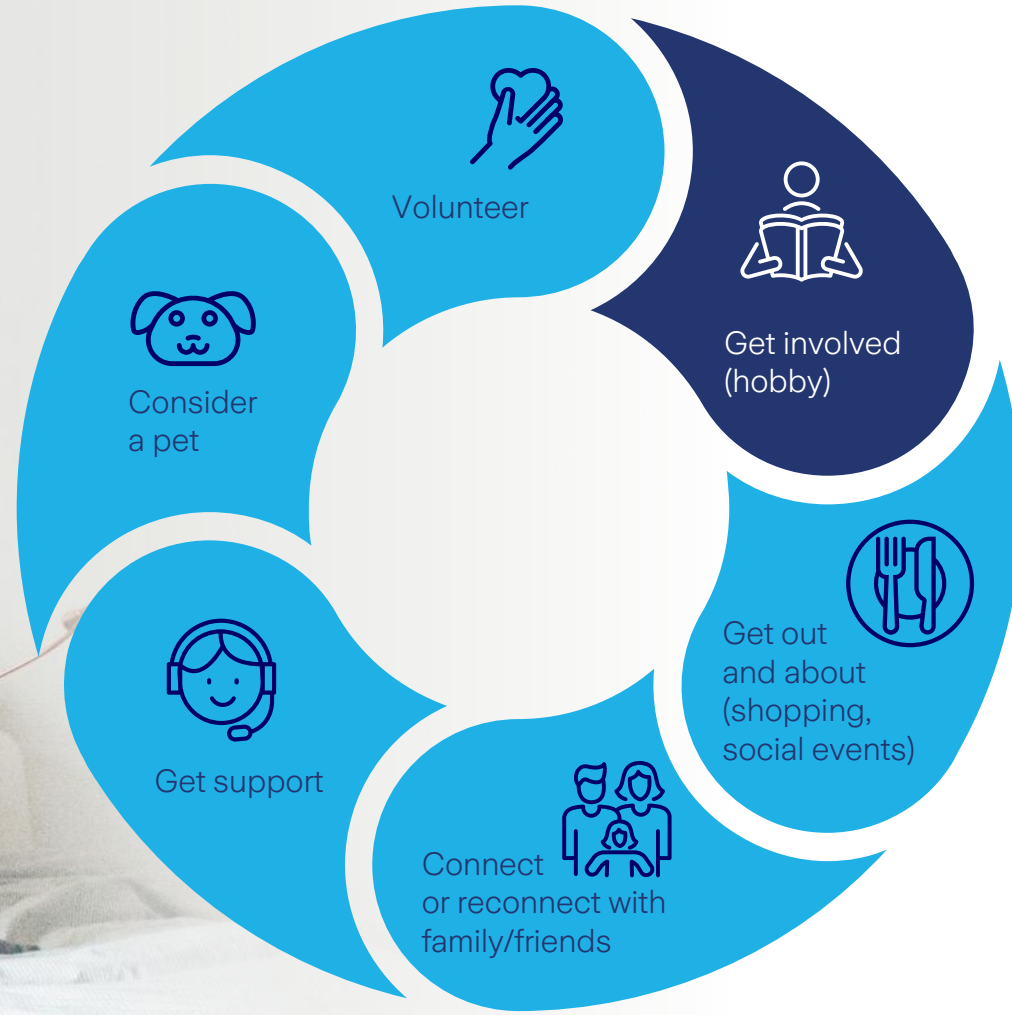 Volunteer
Get involved
(hobby)
Consider
a pet
Get out
and about
(shopping,
social events)
Get support
Connect
or reconnect with
family/friends